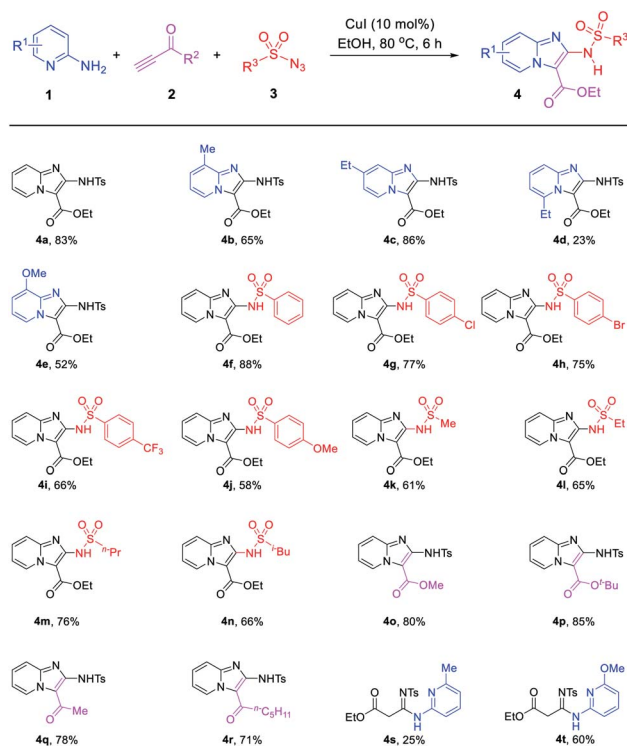 R¹
N
NH₂
1
+
O
R²
2
+
O O
S
R³ N₃
3
CuI (10 mol%)
EtOH, 80 °C, 6 h
R¹
N
N
O O
S
R³
N
H
O
OEt
4
N
N
NHTs
O
OEt
4a, 83%
Me
N
N
NHTs
O
OEt
4b, 65%
Et
N
N
NHTs
O
OEt
4c, 86%
N
N
NHTs
Et
O
OEt
4d, 23%
OMe
N
N
NHTs
O
OEt
4e, 52%
N
N
NH
O O
S
O
OEt
4f, 88%
N
N
NH
O O
S
Cl
O
OEt
4g, 77%
N
N
NH
O O
S
Br
O
OEt
4h, 75%
N
N
NH
O O
S
CF₃
O
OEt
4i, 66%
N
N
NH
O O
S
OMe
O
OEt
4j, 58%
N
N
NH
O O
S
Me
O
OEt
4k, 61%
N
N
NH
O O
S
Et
O
OEt
4l, 65%
N
N
NH
O O
S
n-Pr
O
OEt
4m, 76%
N
N
NH
O O
S
O
OEt
4n, 66%
N
N
NHTs
O
OMe
4o, 80%
N
N
NHTs
O
OᵗBu
4p, 85%
N
N
NHTs
O
Me
4q, 78%
N
N
NHTs
O
ⁿC₅H₁₁
4r, 71%
Me
O
NTs
N
EtO
N
H
4s, 25%
OMe
O
NTs
N
EtO
N
H
4t, 60%